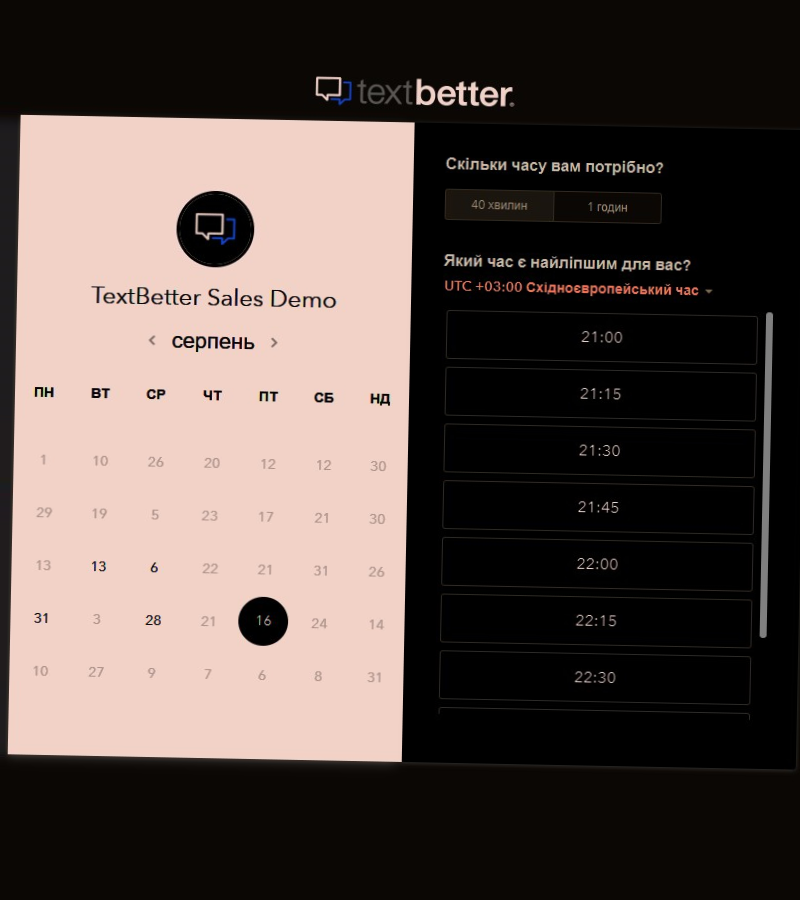 textbetter.
TextBetter Sales Demo
серпень
ПН ВТ СР ЧТ ПТ СБ НД
1 10 26 20 12 12 30
29 19 5 23 17 21 30
13 13 6 22 21 31 26
31 3 28 21 16 24 14
10 27 9 7 6 8 31
Скільки часу вам потрібно?
40 хвилин 1 годин
Який час є найліпшим для вас?
UTC +03:00 Східноєвропейський час
21:00
21:15
21:30
21:45
22:00
22:15
22:30